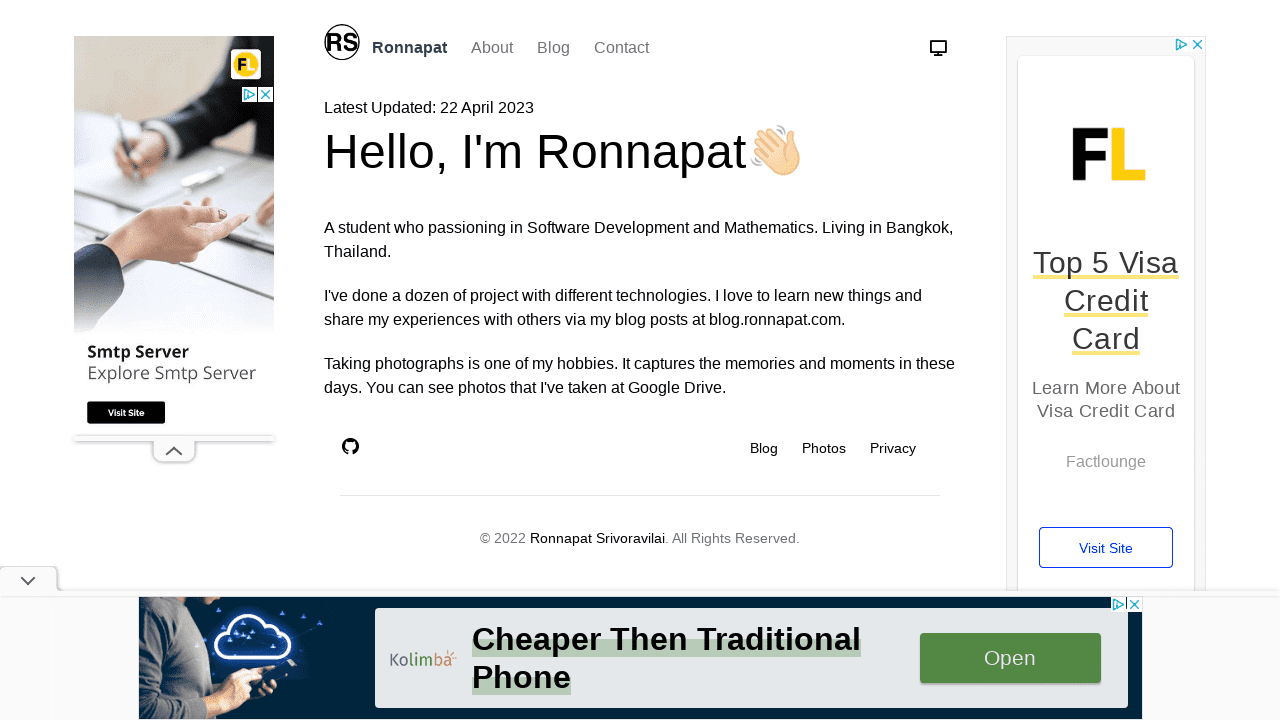 RS
Ronnapat
About
Blog
Contact
Latest Updated: 22 April 2023
Hello, I'm Ronnapat👋🏼
A student who passioning in Software Development and Mathematics. Living in Bangkok,
Thailand.
I've done a dozen of project with different technologies. I love to learn new things and
share my experiences with others via my blog posts at blog.ronnapat.com.
Taking photographs is one of my hobbies. It captures the memories and moments in these
days. You can see photos that I've taken at Google Drive.
Blog
Photos
Privacy
© 2022 Ronnapat Srivoravilai. All Rights Reserved.
FL
Smtp Server
Explore Smtp Server
Visit Site
FL
Top 5 Visa
Credit
Card
Learn More About
Visa Credit Card
Factlounge
Visit Site
Kolimba
Cheaper Then Traditional
Phone
Open